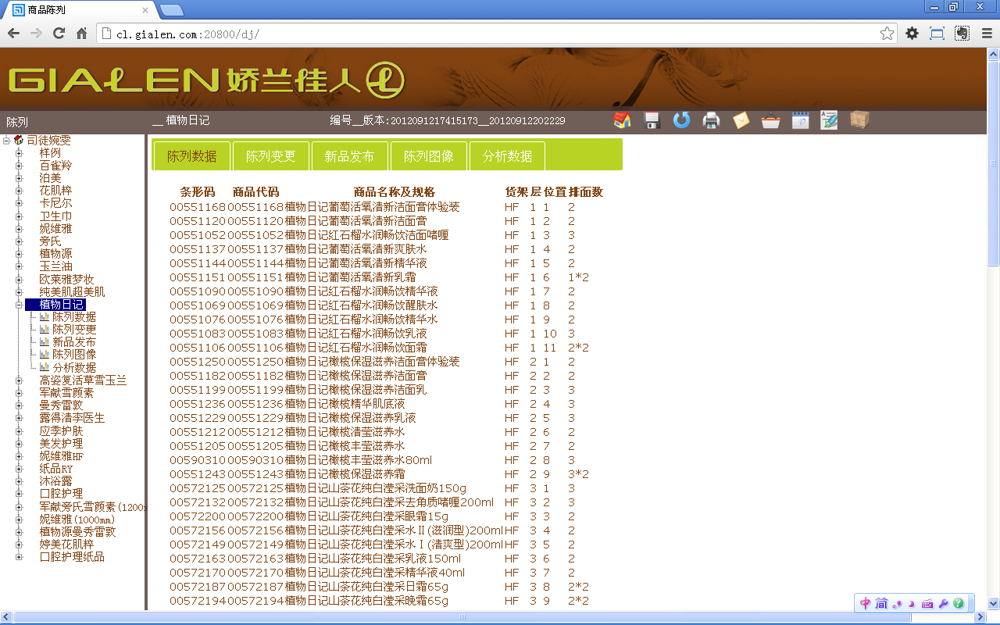 商品陈列
cl.gialen.com:20800/dj/
GIALEN娇兰佳人
陈列
__ 植物日记
编号__版本:2012091217415173__20120912202229
司徒婉雯
样例
百雀羚
泊美
花肌粹
卡尼尔
卫生巾
妮维雅
旁氏
植物源
玉兰油
欧莱雅梦妆
纯美肌超美肌
植物日记
陈列数据
陈列变更
新品发布
陈列图像
分析数据
高姿复活草雪玉兰
军献雪颜素
曼秀雷敦
露得清李医生
应季护肤
美发护理
妮维雅HF
纸品RY
沐浴露
口腔护理
军献旁氏雪颜素(1200m
妮维雅(1000mm)
植物源曼秀雷敦
婷美花肌粹
口腔护理纸品
陈列数据 陈列变更 新品发布 陈列图像 分析数据
条形码 商品代码 商品名称及规格 货架 层 位置 排面数
00551168 00551168 植物日记葡萄活氧清新洁面膏体验装 HF 1 1 2
00551120 00551120 植物日记葡萄活氧清新洁面膏 HF 1 2 2
00551052 00551052 植物日记红石榴水润畅饮洁面啫喱 HF 1 3 3
00551137 00551137 植物日记葡萄活氧清新爽肤水 HF 1 4 2
00551144 00551144 植物日记葡萄活氧清新精华液 HF 1 5 2
00551151 00551151 植物日记葡萄活氧清新乳霜 HF 1 6 1*2
00551090 00551090 植物日记红石榴水润畅饮精华液 HF 1 7 2
00551069 00551069 植物日记红石榴水润畅饮醒肤水 HF 1 8 2
00551076 00551076 植物日记红石榴水润畅饮精华水 HF 1 9 2
00551083 00551083 植物日记红石榴水润畅饮乳液 HF 1 10 3
00551106 00551106 植物日记红石榴水润畅饮面霜 HF 1 11 2*2
00551250 00551250 植物日记橄榄保湿滋养洁面膏体验装 HF 2 1 2
00551182 00551182 植物日记橄榄保湿滋养洁面膏 HF 2 2 2
00551199 00551199 植物日记橄榄保湿滋养洁面乳 HF 2 3 3
00551236 00551236 植物日记橄榄精华肌底液 HF 2 4 3
00551229 00551229 植物日记橄榄保湿滋养乳液 HF 2 5 3
00551212 00551212 植物日记橄榄清莹滋养水 HF 2 6 2
00551205 00551205 植物日记橄榄丰莹滋养水 HF 2 7 2
00590310 00590310 植物日记橄榄丰莹滋养水80ml HF 2 8 3
00551243 00551243 植物日记橄榄保湿滋养霜 HF 2 9 3*2
00572125 00572125 植物日记山茶花纯白滢采洗面奶150g HF 3 1 3
00572132 00572132 植物日记山茶花纯白滢采去角质啫喱200ml HF 3 2 3
00572200 00572200 植物日记山茶花纯白滢采眼霜15g HF 3 3 2
00572156 00572156 植物日记山茶花纯白滢采水Ⅱ(滋润型)200ml HF 3 4 2
00572149 00572149 植物日记山茶花纯白滢采水Ⅰ(清爽型)200ml HF 3 5 2
00572163 00572163 植物日记山茶花纯白滢采乳液150ml HF 3 6 2
00572170 00572170 植物日记山茶花纯白滢采精华液40ml HF 3 7 2
00572187 00572187 植物日记山茶花纯白滢采日霜65g HF 3 8 2*2
00572194 00572194 植物日记山茶花纯白滢采晚霜65g HF 3 9 2*2
中 简